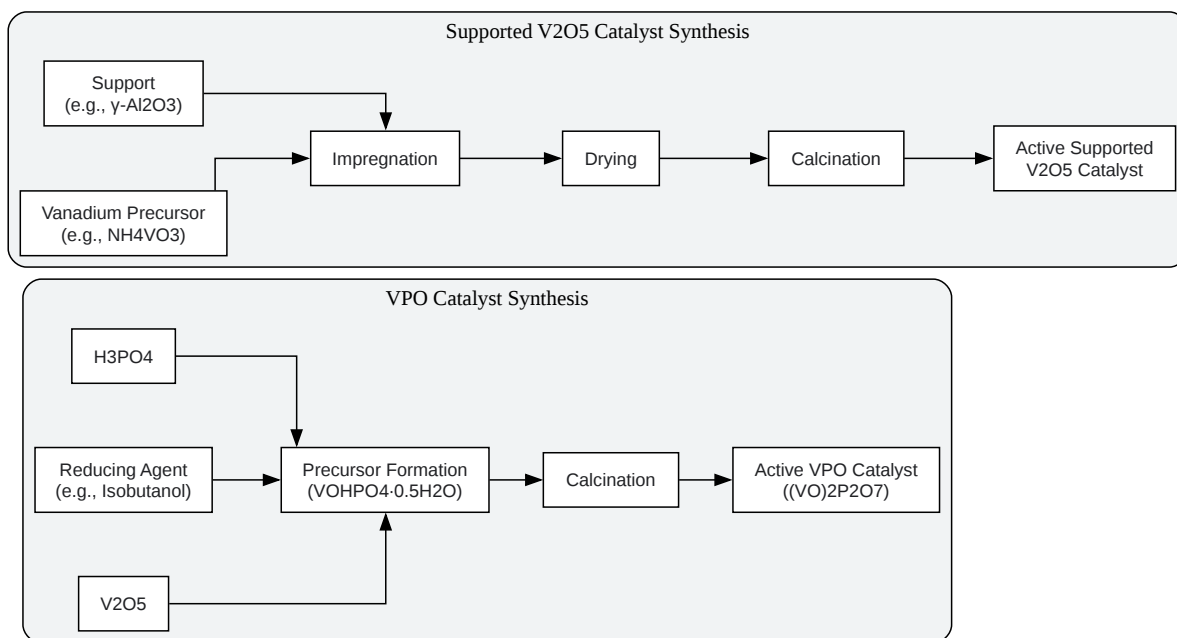 Supported V2O5 Catalyst Synthesis
Support
(e.g., γ-Al2O3)
Impregnation
Drying
Calcination
Active Supported
V2O5 Catalyst
Vanadium Precursor
(e.g., NH4VO3)
VPO Catalyst Synthesis
H3PO4
Reducing Agent
(e.g., Isobutanol)
Precursor Formation
(VOHPO4·0.5H2O)
Calcination
Active VPO Catalyst
((VO)2P2O7)
V2O5